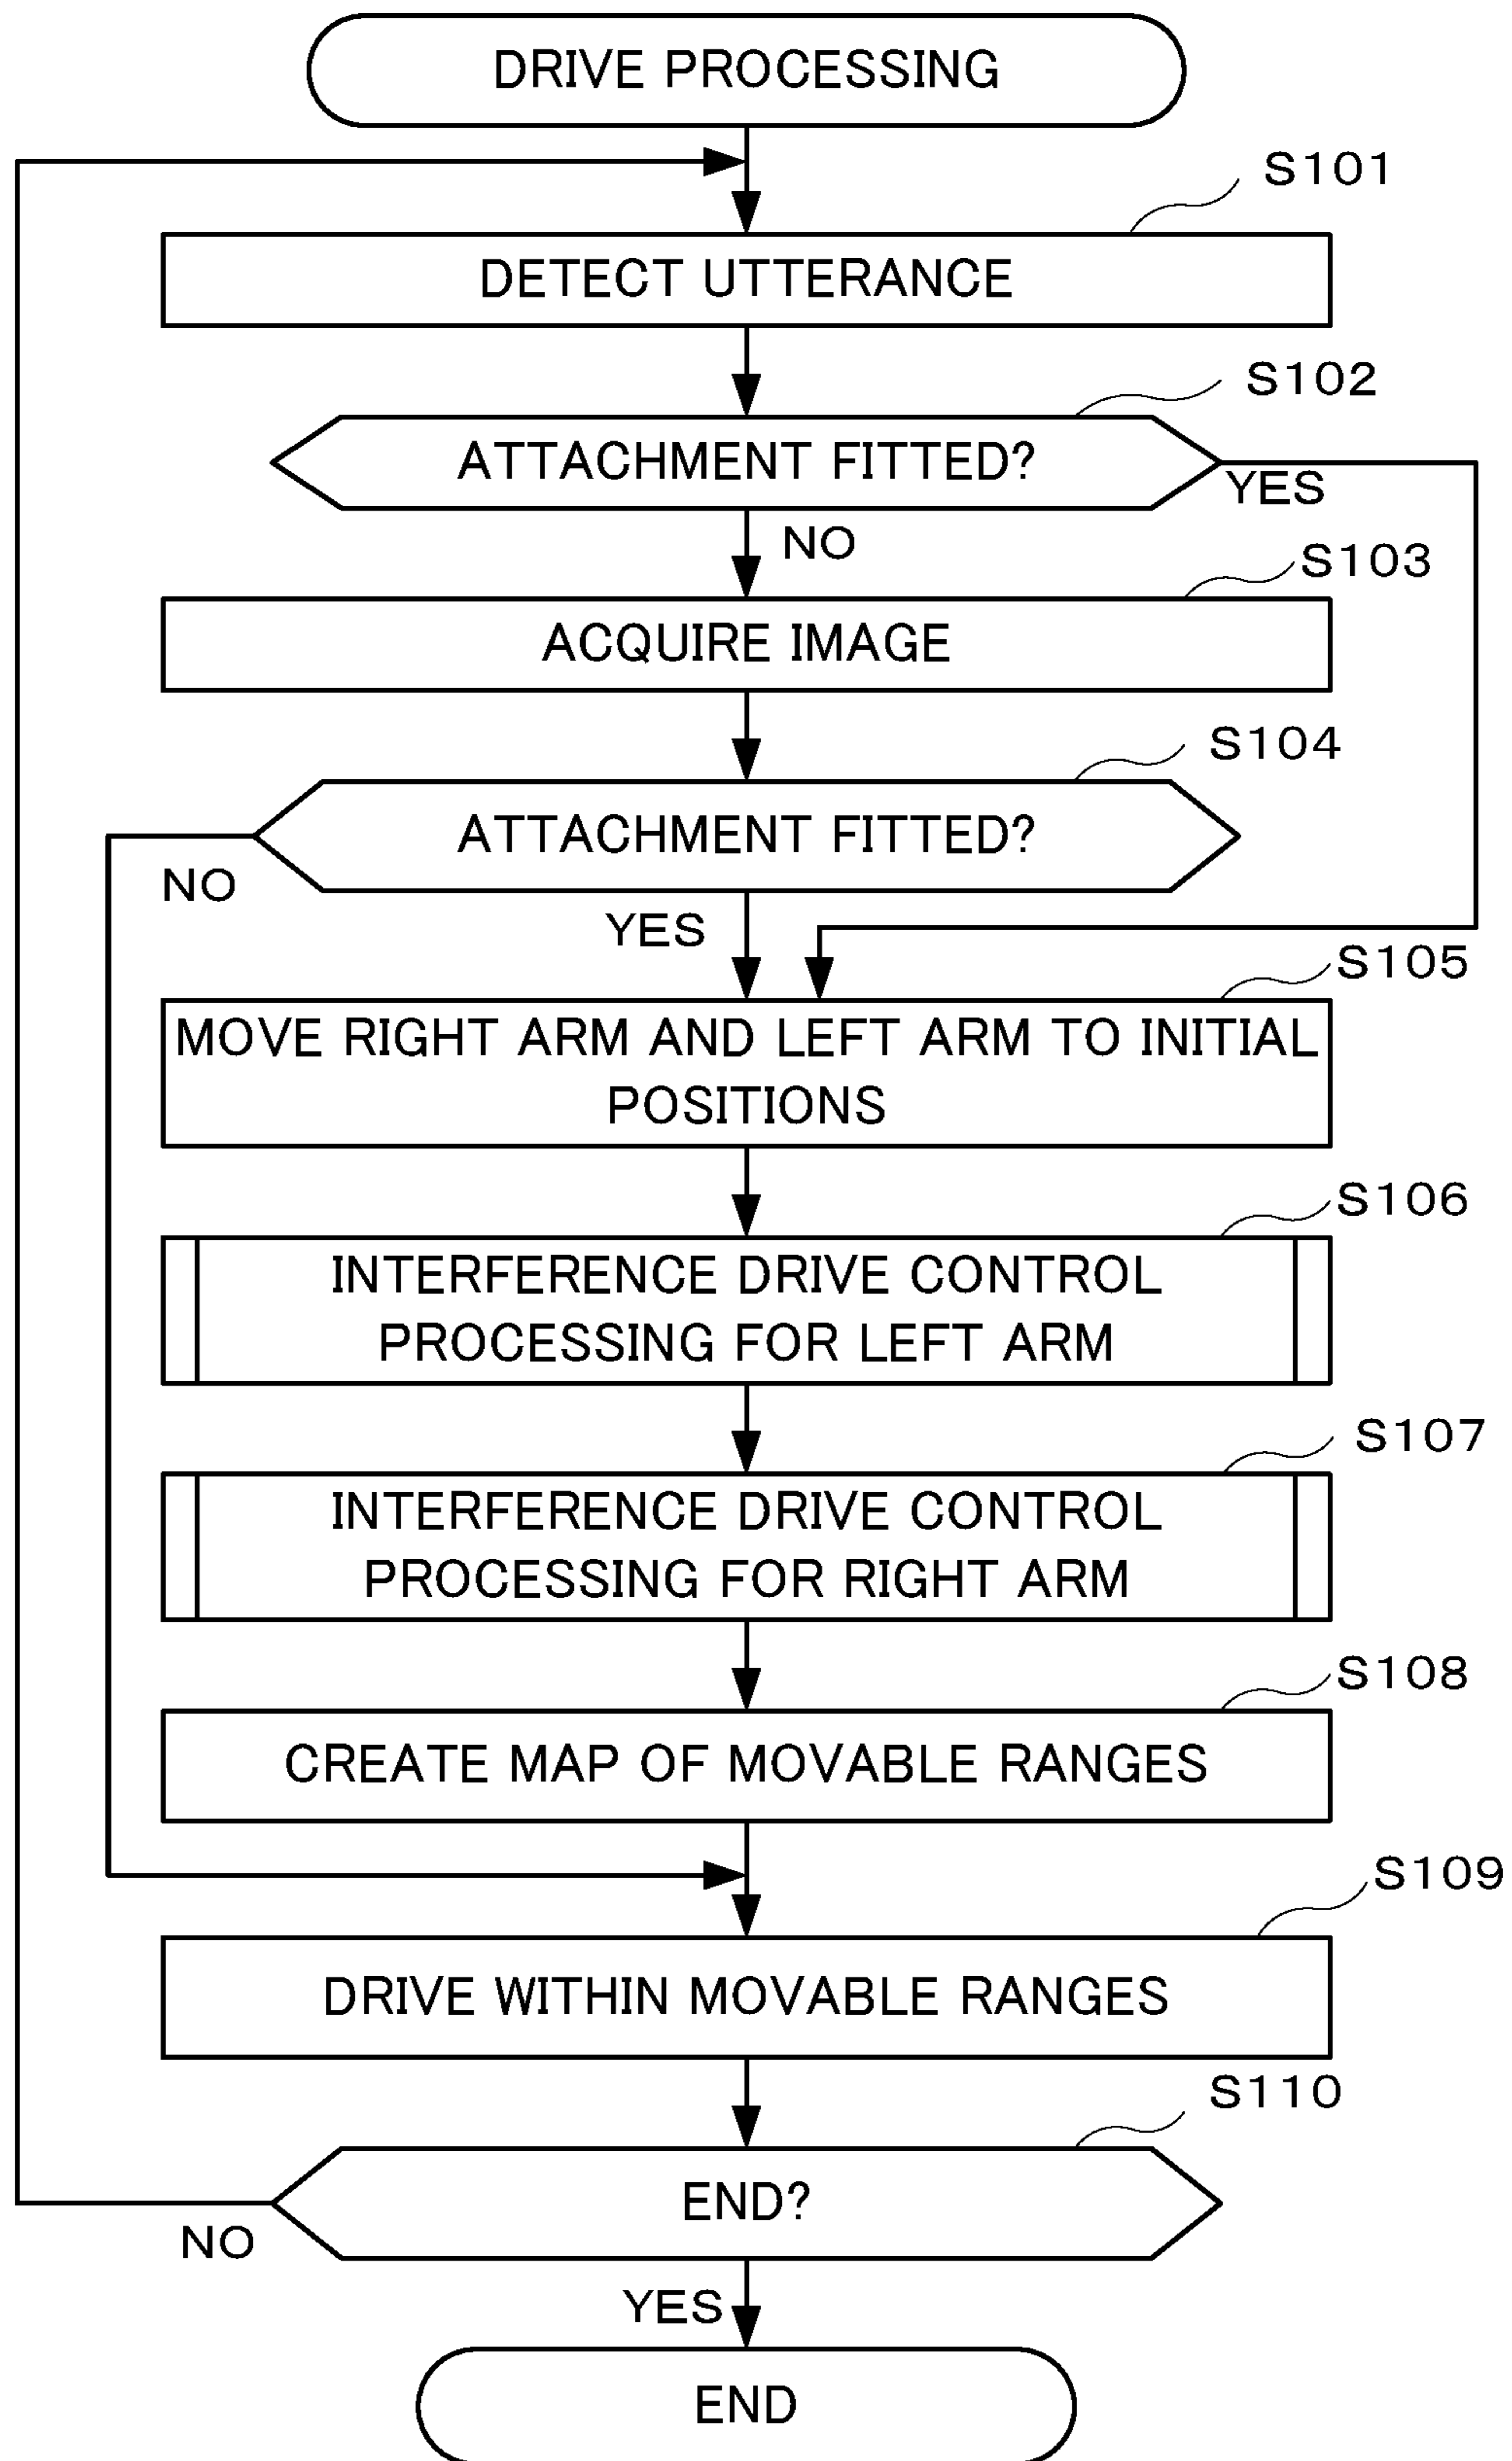 DRIVE PROCESSING
S101
DETECT UTTERANCE
S102
ATTACHMENT FITTED?
YES
NO
S103
ACQUIRE IMAGE
S104
ATTACHMENT FITTED?
NO
YES
S105
MOVE RIGHT ARM AND LEFT ARM TO INITIAL
POSITIONS
S106
INTERFERENCE DRIVE CONTROL
PROCESSING FOR LEFT ARM
S107
INTERFERENCE DRIVE CONTROL
PROCESSING FOR RIGHT ARM
S108
CREATE MAP OF MOVABLE RANGES
S109
DRIVE WITHIN MOVABLE RANGES
S110
END?
NO
YES
END